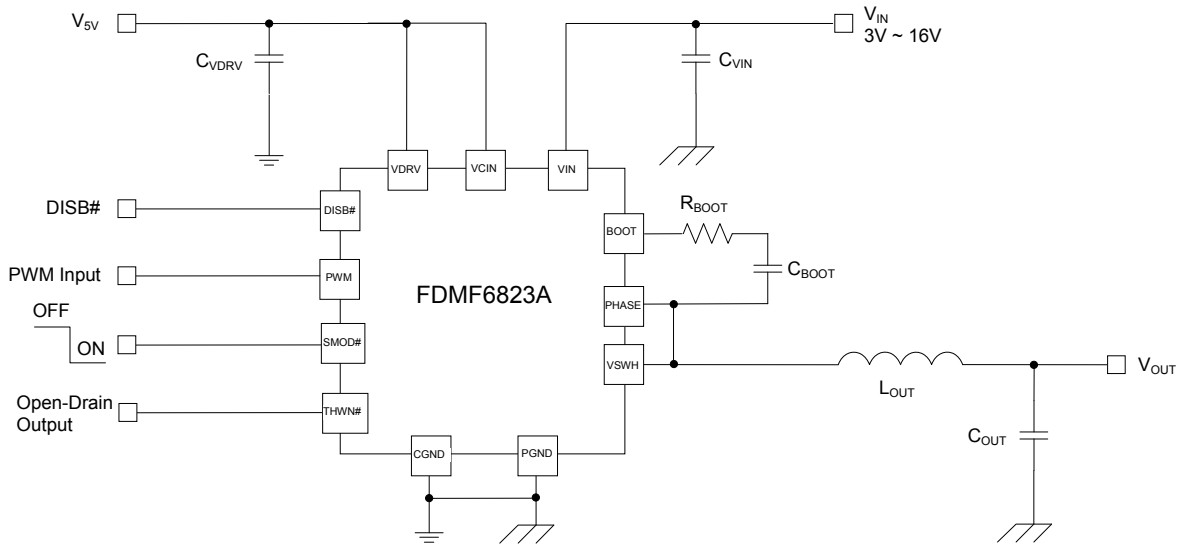 V5V
CVDRV
CVIN
VIN
3V ~ 16V
VDRV
VCIN
VIN
DISB#
DISB#
BOOT
RBOOT
CBOOT
PWM Input
PWM
FDMF6823A
PHASE
OFF
ON
SMOD#
VSWH
LOUT
VOUT
Open-Drain
Output
THWN#
COUT
CGND
PGND